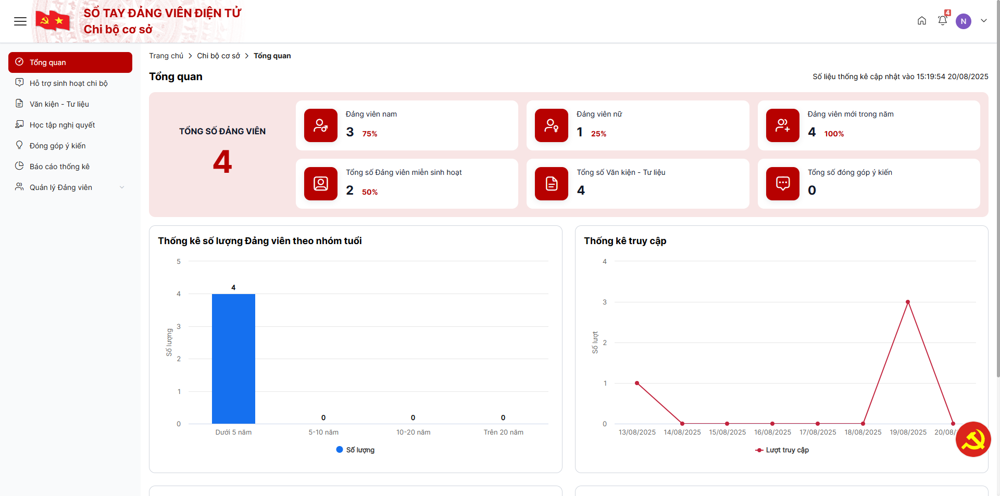 SỔ TAY ĐẢNG VIÊN ĐIỆN TỬ
Chi bộ cơ sở
4
N
Tổng quan
Hỗ trợ sinh hoạt chi bộ
Văn kiện - Tư liệu
Học tập nghị quyết
Đóng góp ý kiến
Báo cáo thống kê
Quản lý Đảng viên
Trang chủ > Chi bộ cơ sở > Tổng quan
Tổng quan
Số liệu thống kê cập nhật vào 15:19:54 20/08/2025
TỔNG SỐ ĐẢNG VIÊN
4
Đảng viên nam
3 75%
Đảng viên nữ
1 25%
Đảng viên mới trong năm
4 100%
Tổng số Đảng viên miễn sinh hoạt
2 50%
Tổng số Văn kiện - Tư liệu
4
Tổng số đóng góp ý kiến
0
Thống kê số lượng Đảng viên theo nhóm tuổi
Số lượng
5
4
3
2
1
0
4
0
0
0
Dưới 5 năm
5-10 năm
10-20 năm
Trên 20 năm
Số lượng
Thống kê truy cập
Số lượt
4
3
2
1
0
13/08/2025
14/08/2025
15/08/2025
16/08/2025
17/08/2025
18/08/2025
19/08/2025
20/08/
Lượt truy cập